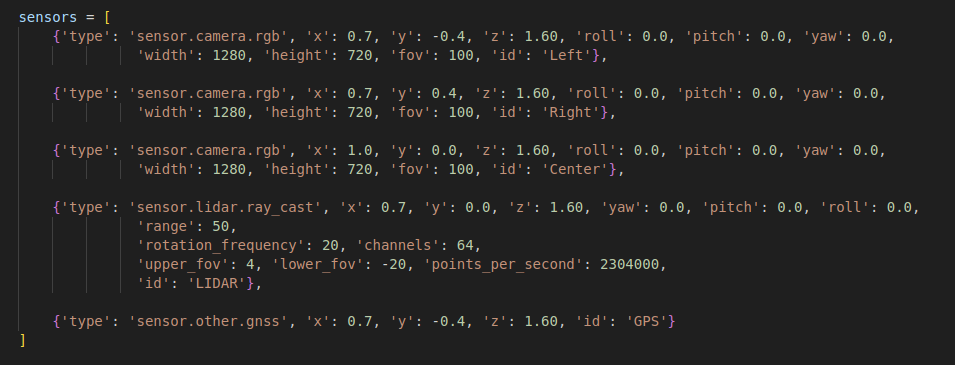 sensors = [
{'type': 'sensor.camera.rgb', 'x': 0.7, 'y': -0.4, 'z': 1.60, 'roll': 0.0, 'pitch': 0.0, 'yaw': 0.0,
'width': 1280, 'height': 720, 'fov': 100, 'id': 'Left'},
{'type': 'sensor.camera.rgb', 'x': 0.7, 'y': 0.4, 'z': 1.60, 'roll': 0.0, 'pitch': 0.0, 'yaw': 0.0,
'width': 1280, 'height': 720, 'fov': 100, 'id': 'Right'},
{'type': 'sensor.camera.rgb', 'x': 1.0, 'y': 0.0, 'z': 1.60, 'roll': 0.0, 'pitch': 0.0, 'yaw': 0.0,
'width': 1280, 'height': 720, 'fov': 100, 'id': 'Center'},
{'type': 'sensor.lidar.ray_cast', 'x': 0.7, 'y': 0.0, 'z': 1.60, 'yaw': 0.0, 'pitch': 0.0, 'roll': 0.0,
'range': 50,
'rotation_frequency': 20, 'channels': 64,
'upper_fov': 4, 'lower_fov': -20, 'points_per_second': 2304000,
'id': 'LIDAR'},
{'type': 'sensor.other.gnss', 'x': 0.7, 'y': -0.4, 'z': 1.60, 'id': 'GPS'}
]